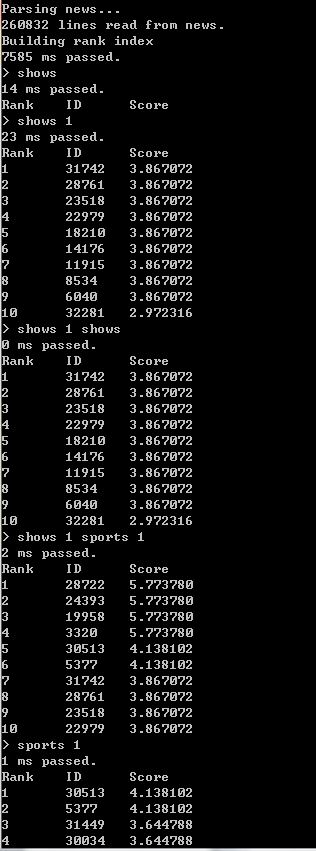 Parsing news...
260832 lines read from news.
Building rank index
7585 ms passed.
> shows
14 ms passed.
Rank ID Score
> shows 1
23 ms passed.
Rank ID Score
1 31742 3.867072
2 28761 3.867072
3 23518 3.867072
4 22979 3.867072
5 18210 3.867072
6 14176 3.867072
7 11915 3.867072
8 8534 3.867072
9 6040 3.867072
10 32281 2.972316
> shows 1 shows
0 ms passed.
Rank ID Score
1 31742 3.867072
2 28761 3.867072
3 23518 3.867072
4 22979 3.867072
5 18210 3.867072
6 14176 3.867072
7 11915 3.867072
8 8534 3.867072
9 6040 3.867072
10 32281 2.972316
> shows 1 sports 1
2 ms passed.
Rank ID Score
1 28722 5.773780
2 24393 5.773780
3 19958 5.773780
4 3320 5.773780
5 30513 4.138102
6 5377 4.138102
7 31742 3.867072
8 28761 3.867072
9 23518 3.867072
10 22979 3.867072
> sports 1
1 ms passed.
Rank ID Score
1 30513 4.138102
2 5377 4.138102
3 31449 3.644788
4 30034 3.644788